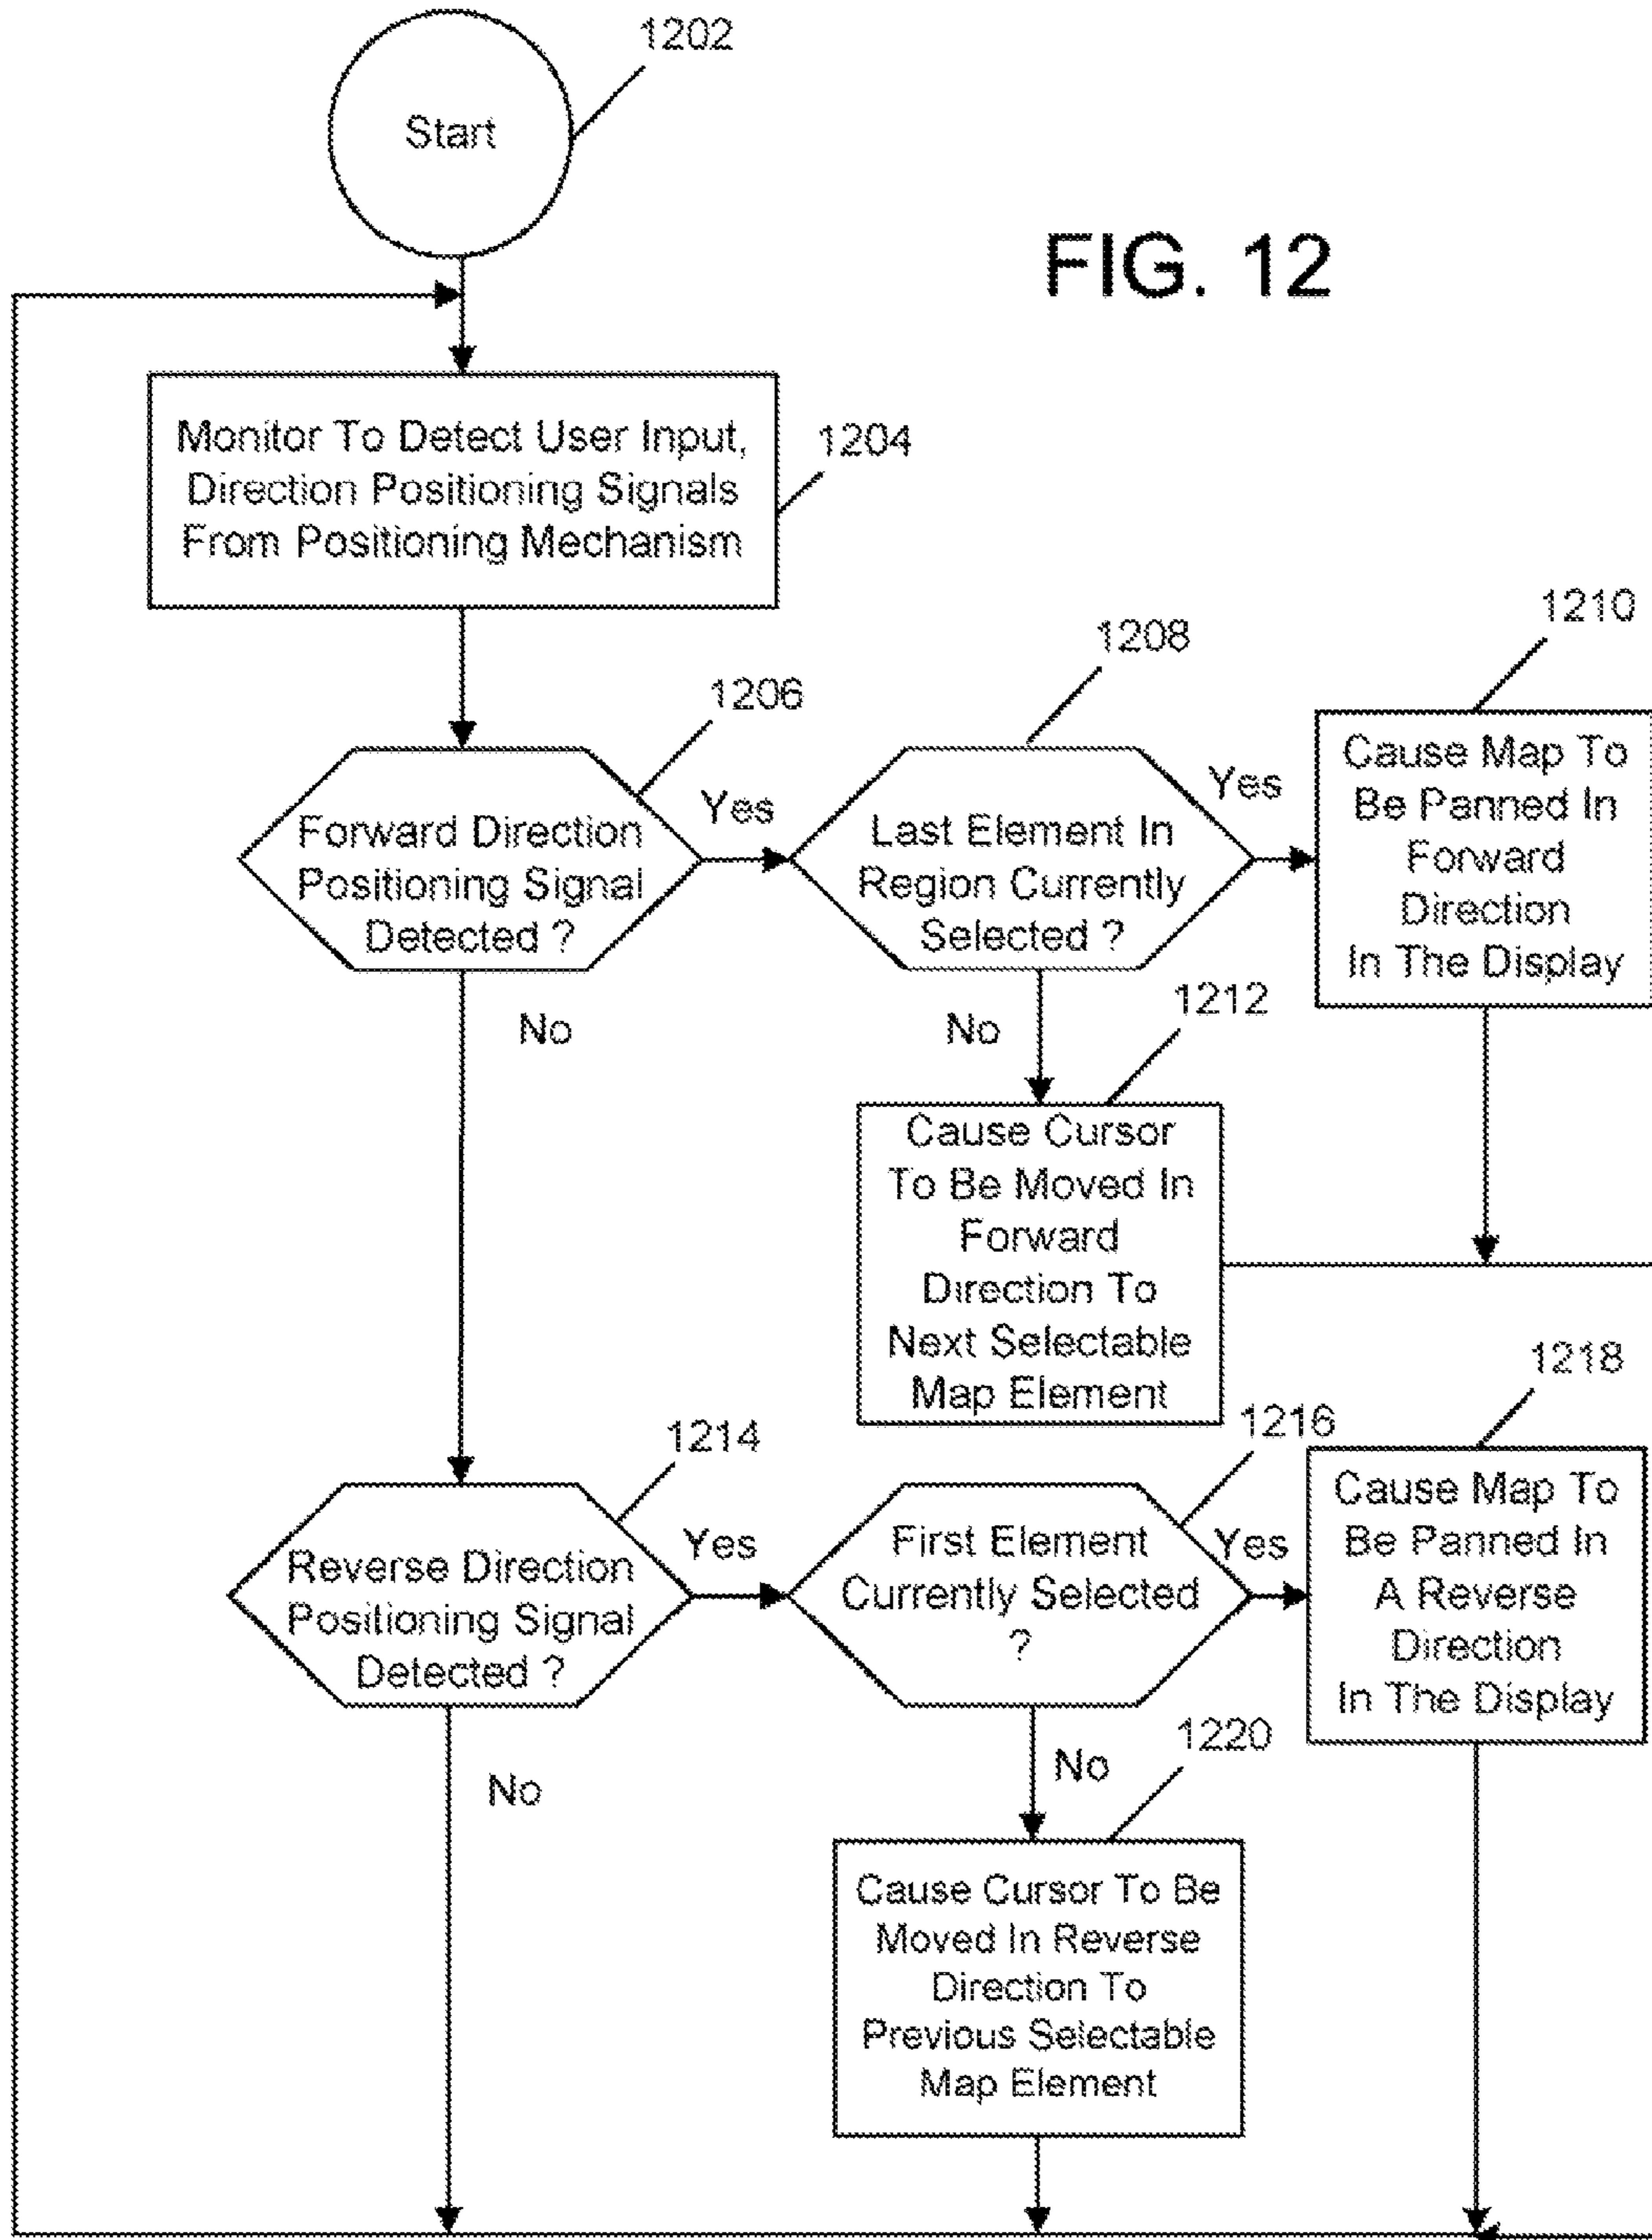 1202
Start
FIG. 12
Monitor To Detect User Input,
Direction Positioning Signals
From Positioning Mechanism
1204
1206
Forward Direction
Positioning Signal
Detected ?
Yes
No
1208
Last Element In
Region Currently
Selected ?
Yes
No
1210
Cause Map To
Be Panned In
Forward
Direction
In The Display
1212
Cause Cursor
To Be Moved In
Forward
Direction To
Next Selectable
Map Element
1214
Reverse Direction
Positioning Signal
Detected ?
Yes
No
1216
First Element
Currently Selected
?
Yes
No
1218
Cause Map To
Be Panned In
A Reverse
Direction
In The Display
1220
Cause Cursor To Be
Moved In Reverse
Direction To
Previous Selectable
Map Element